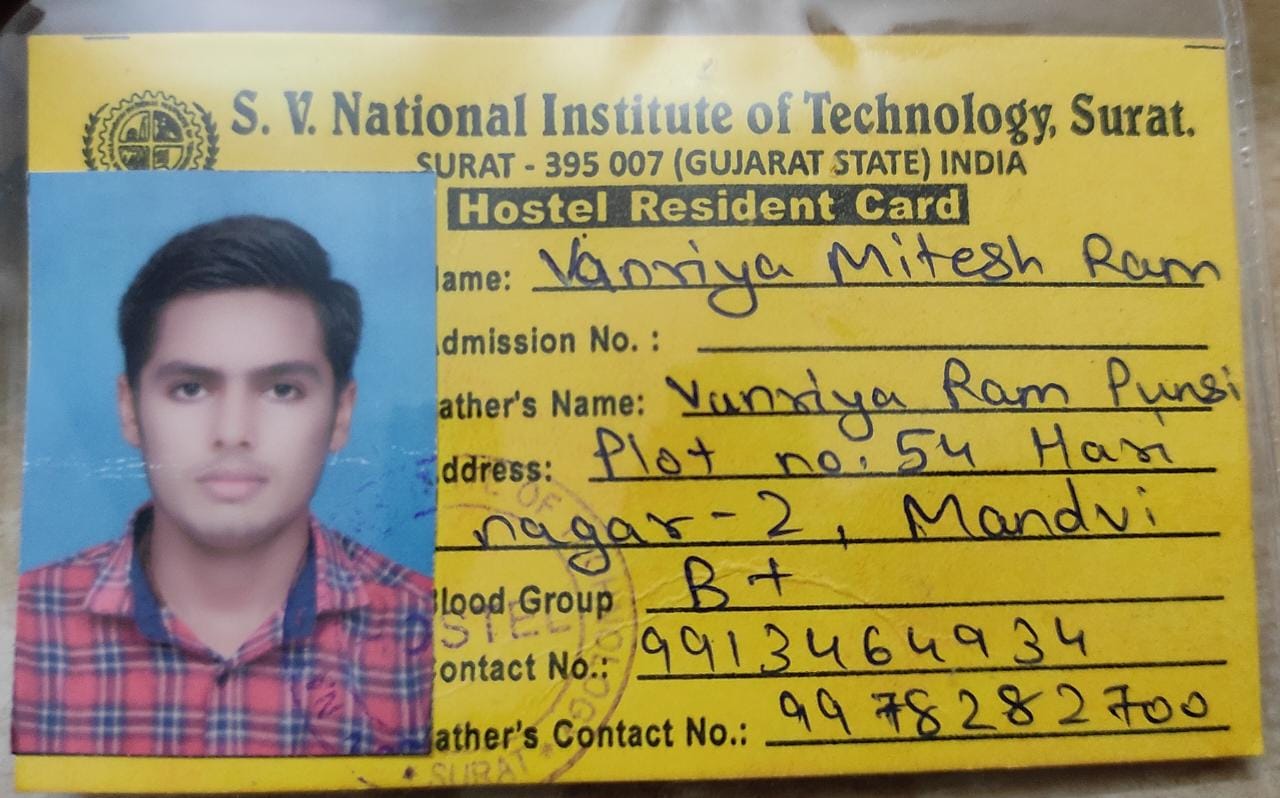 S. V. National Institute of Technology, Surat.
SURAT - 395 007 (GUJARAT STATE) INDIA
Hostel Resident Card
ame: Vanriya Mitesh Ram
dmission No. :
ather's Name: Vanriya Ram Punsi
ddress: Plot no. 54 Hari
nagar-2, Mandvi
lood Group B+
ontact No.: 9913464934
ather's Contact No.: 9978282700
OF
STEL
SURAT